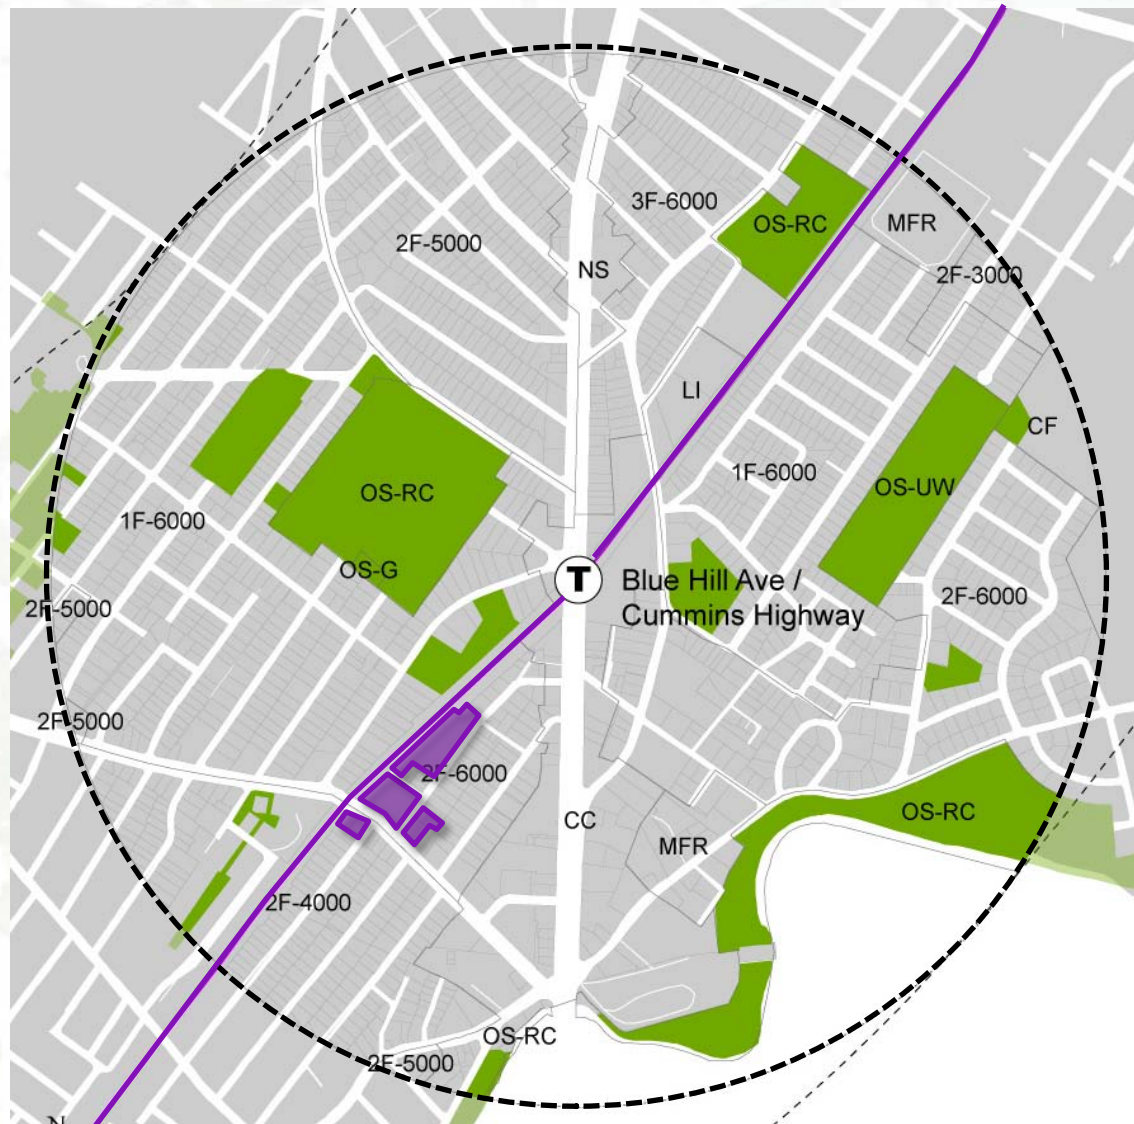 3F-6000
OS-RC
MFR
2F-5000
NS
2F-3000
LI
CF
1F-6000
OS-UW
OS-RC
1F-6000
OS-G
T
Blue Hill Ave /
Cummins Highway
2F-5000
2F-6000
2F-5000
2F-6000
CC
OS-RC
MFR
2F-4000
OS-RC
2F-5000
N